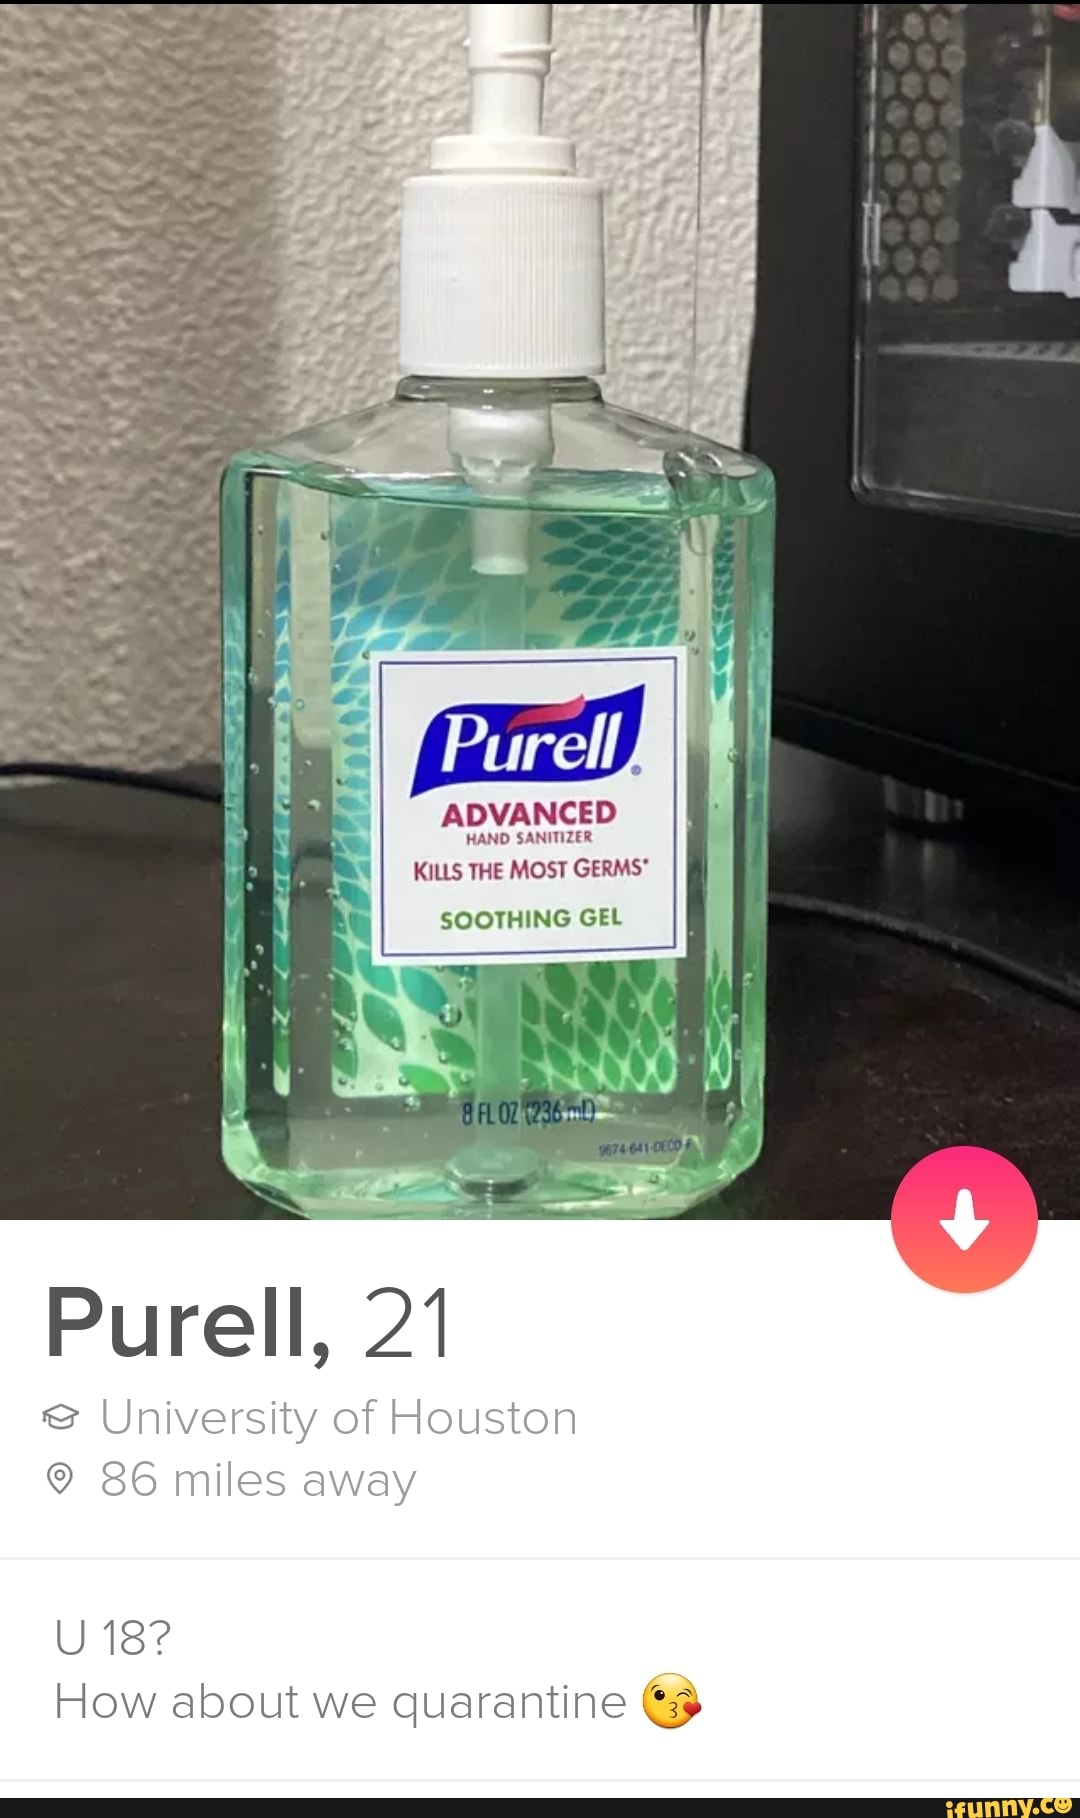 Purell®
ADVANCED
HAND SANITIZER
KILLS THE MOST GERMS*
SOOTHING GEL
8 FL OZ (236 mL)
9674-641-DECO-F
Purell, 21
University of Houston
86 miles away
U 18?
How about we quarantine 😘
ifunny.co